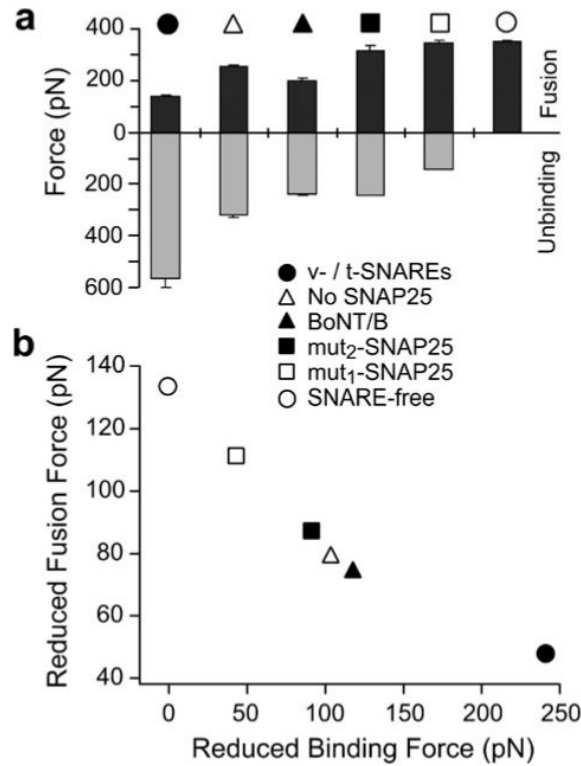 a
400
200
0
200
400
600
Force (pN)
Fusion
Unbinding
v- / t-SNAREs
No SNAP25
BoNT/B
mut2-SNAP25
mut1-SNAP25
SNARE-free
b
140
120
100
80
60
40
Reduced Fusion Force (pN)
0 50 100 150 200 250
Reduced Binding Force (pN)